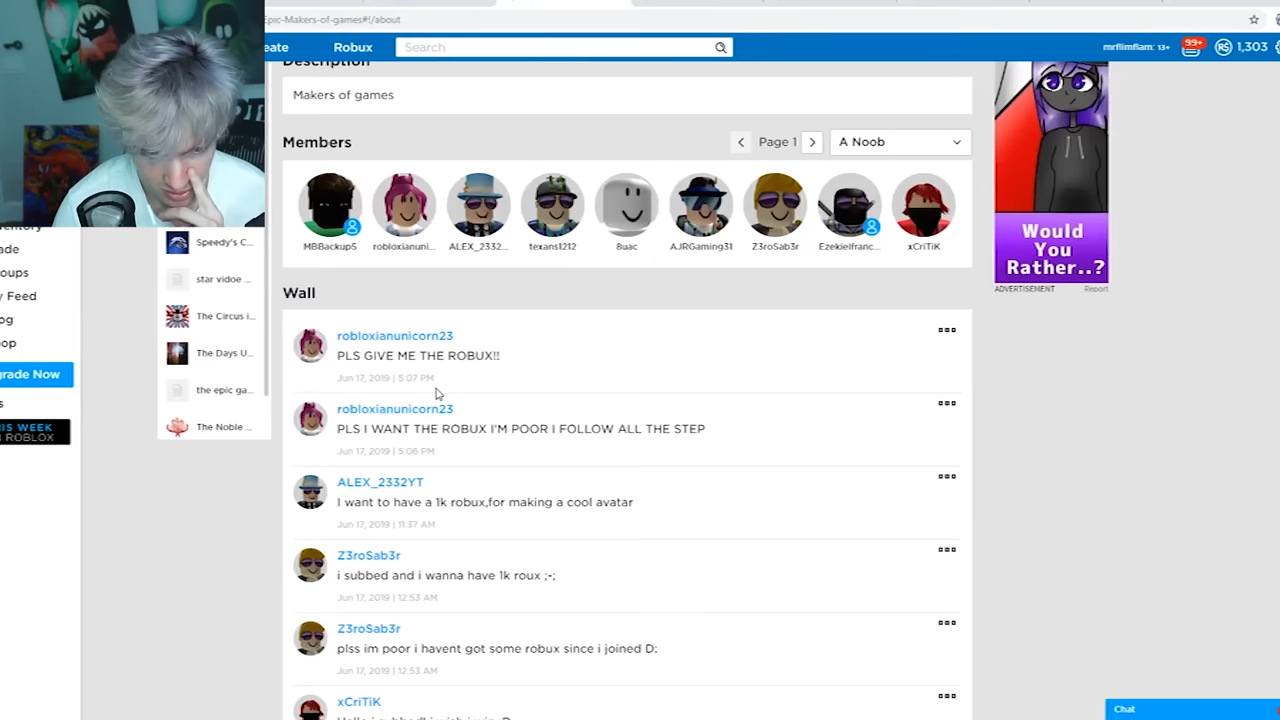 Epic-Makers-of-games#!/about
eate
Robux
Search
mrflimflam: 13+
99+
1,303
Description
Makers of games
Members
Page 1
A Noob
MBBackup5
robloxianuni...
ALEX_2332...
texans1212
8uac
AJRGaming31
Z3roSab3r
Ezekielfranc...
xCriTiK
Would
You
Rather..?
ADVERTISEMENT
Report
ventory
ade
oups
y Feed
og
op
grade Now
s
HIS WEEK
N ROBLOX
Speedy's C...
star vidoe ...
The Circus i...
The Days U...
the epic ga...
The Noble ...
Wall
robloxianunicorn23
PLS GIVE ME THE ROBUX!!
Jun 17, 2019 | 5:07 PM
robloxianunicorn23
PLS I WANT THE ROBUX I'M POOR I FOLLOW ALL THE STEP
Jun 17, 2019 | 5:06 PM
ALEX_2332YT
I want to have a 1k robux,for making a cool avatar
Jun 17, 2019 | 11:37 AM
Z3roSab3r
i subbed and i wanna have 1k roux ;-;
Jun 17, 2019 | 12:53 AM
Z3roSab3r
plss im poor i havent got some robux since i joined D:
Jun 17, 2019 | 12:53 AM
xCriTiK
Chat